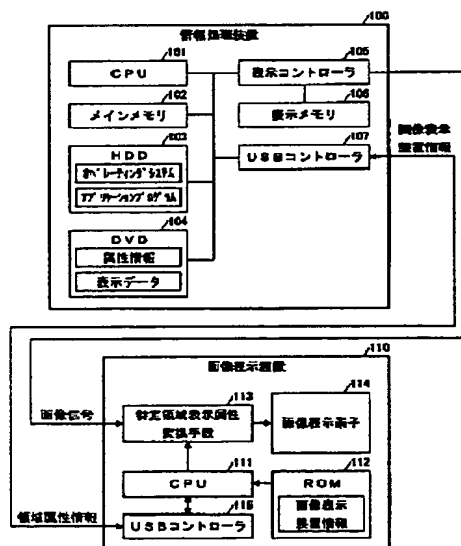 100
情報処理装置
101
CPU
102
メインメモリ
103
HDD
オペレーティングシステム
アプリケーションプログラム
104
DVD
属性情報
表示データ
105
表示コントローラ
106
表示メモリ
107
USBコントローラ
画像表示
装置情報
110
画像表示装置
画像信号
113
特定領域表示属性
変換手段
114
画像表示素子
111
CPU
112
ROM
画像表示
装置情報
115
USBコントローラ
領域属性情報